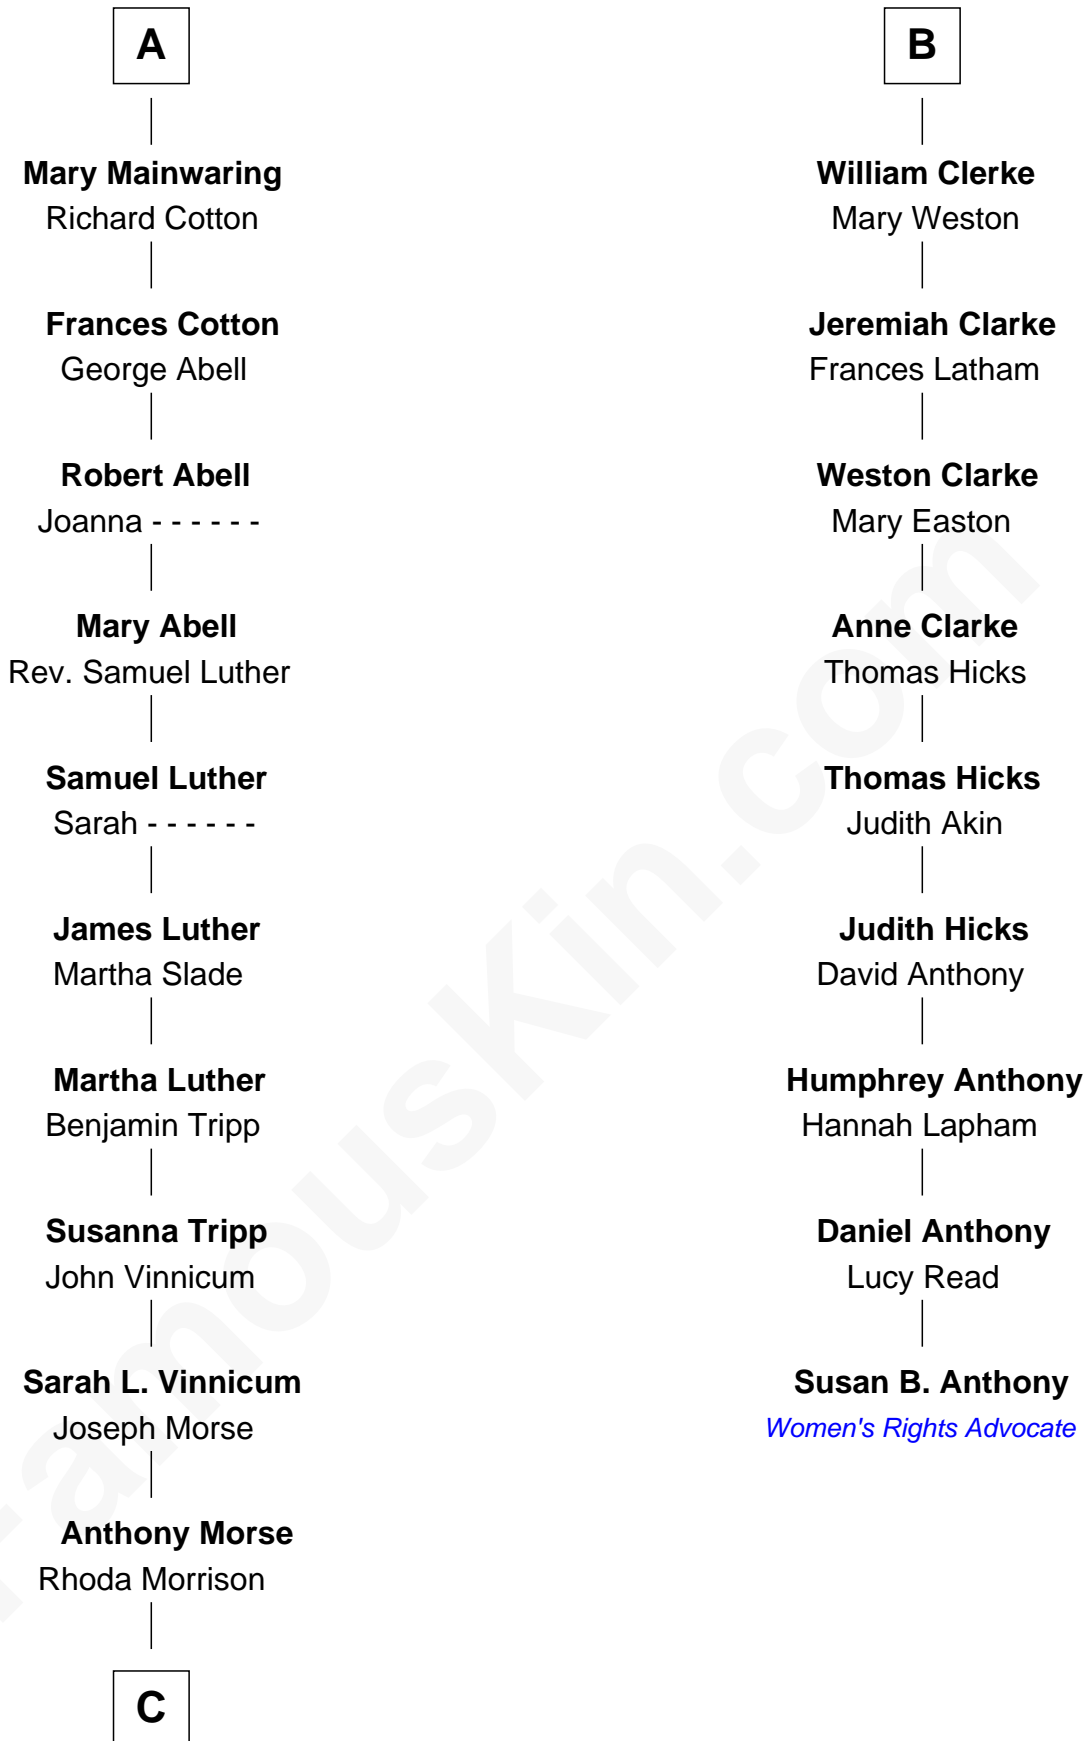 A
Mary Mainwaring
Richard Cotton
Frances Cotton
George Abell
Robert Abell
Joanna - - - - - -
Mary Abell
Rev. Samuel Luther
Samuel Luther
Sarah - - - - - -
James Luther
Martha Slade
Martha Luther
Benjamin Tripp
Susanna Tripp
John Vinnicum
Sarah L. Vinnicum
Joseph Morse
Anthony Morse
Rhoda Morrison
C
B
William Clerke
Mary Weston
Jeremiah Clarke
Frances Latham
Weston Clarke
Mary Easton
Anne Clarke
Thomas Hicks
Thomas Hicks
Judith Akin
Judith Hicks
David Anthony
Humphrey Anthony
Hannah Lapham
Daniel Anthony
Lucy Read
Susan B. Anthony
Women's Rights Advocate
FamousKin.com